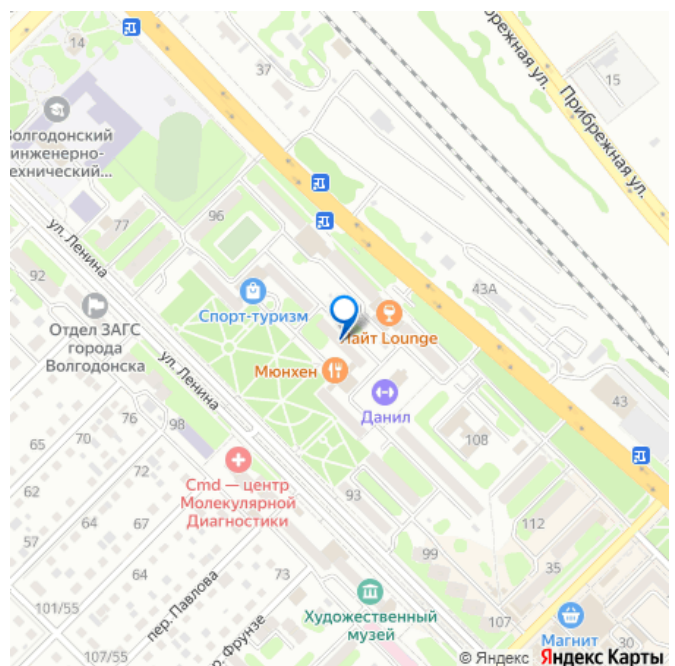 14
37
Прибрежная ул.
15
Прибрежная ул.
Волгодонский
инженерно-
технический...
77
96
ул. Ленина
92
43А
Спорт-туризм
Отдел ЗАГС
города
Волгодонска
Лайт Lounge
Мюнхен
ул. Ленина
Данил
43
76
98
65
70
108
72
Cmd — центр
Молекулярной
Диагностики
62
64
67
93
112
57
99
35
64
73
пер. Павлова
101/55
Художественный
музей
107
Магнит
30
107/55
пер. Фрунзе
© Яндекс Яндекс Карты